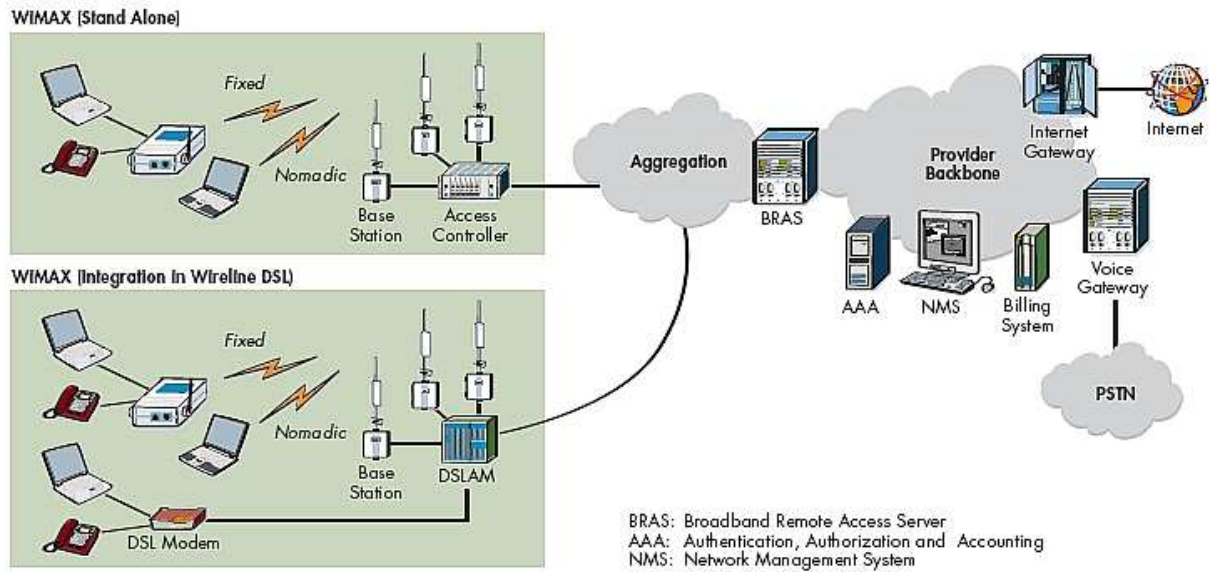 WIMAX (Stand Alone)
Fixed
Nomadic
Base
Station
Access
Controller
Aggregation
BRAS
Provider
Backbone
Internet
Gateway
Internet
AAA
NMS
Billing
System
Voice
Gateway
PSTN
WIMAX (Integration in Wireline DSL)
Fixed
Nomadic
Base
Station
DSLAM
DSL Modem
BRAS: Broadband Remote Access Server
AAA: Authentication, Authorization and Accounting
NMS: Network Management System